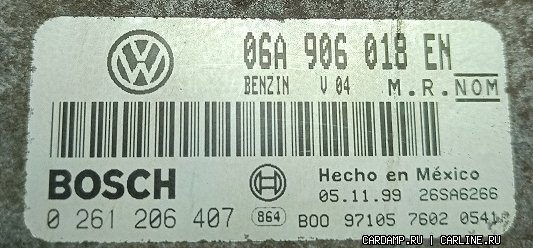 06A 906 018 EN
BENZIN V 04 M.R. NOM
BOSCH
Hecho en México
05.11.99 26SA6266
0 261 206 407 864 B00 97105 7602 0541
CARDAMP.RU - CARLINE.RU